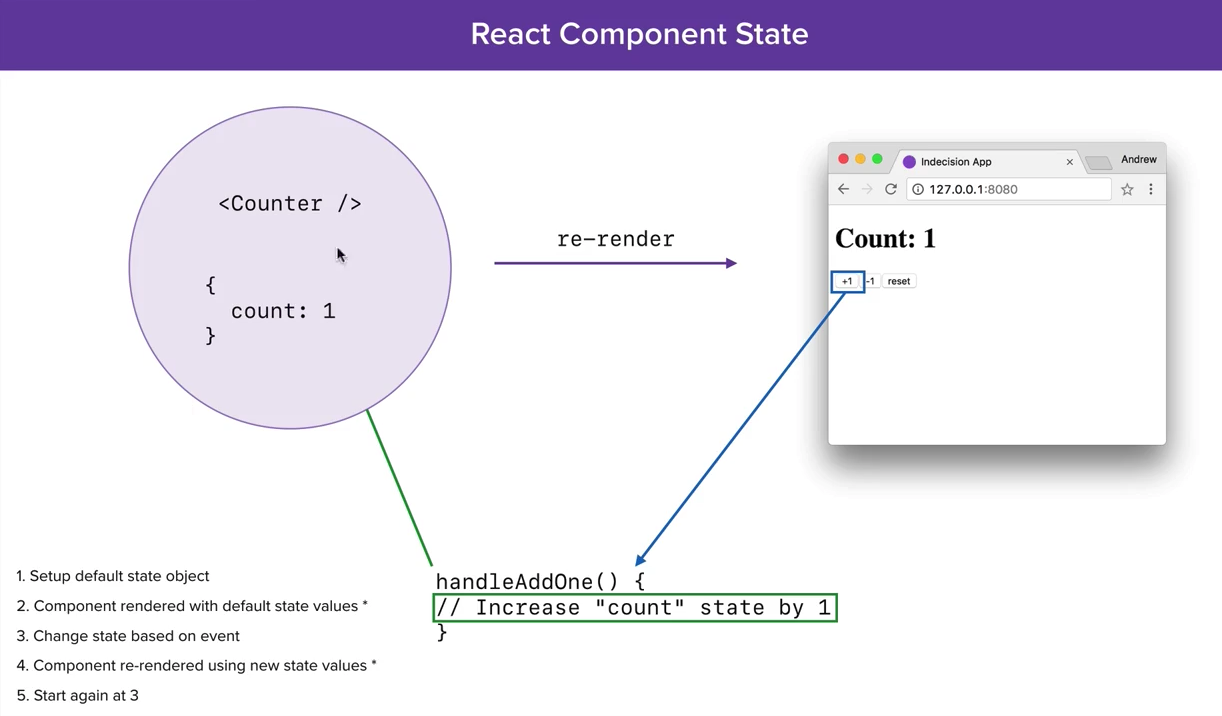 React Component State
<Counter />
{
count: 1
}
re-render
Indecision App
Andrew
127.0.0.1:8080
Count: 1
+1 -1 reset
handleAddOne() {
// Increase "count" state by 1
}
1. Setup default state object
2. Component rendered with default state values *
3. Change state based on event
4. Component re-rendered using new state values *
5. Start again at 3